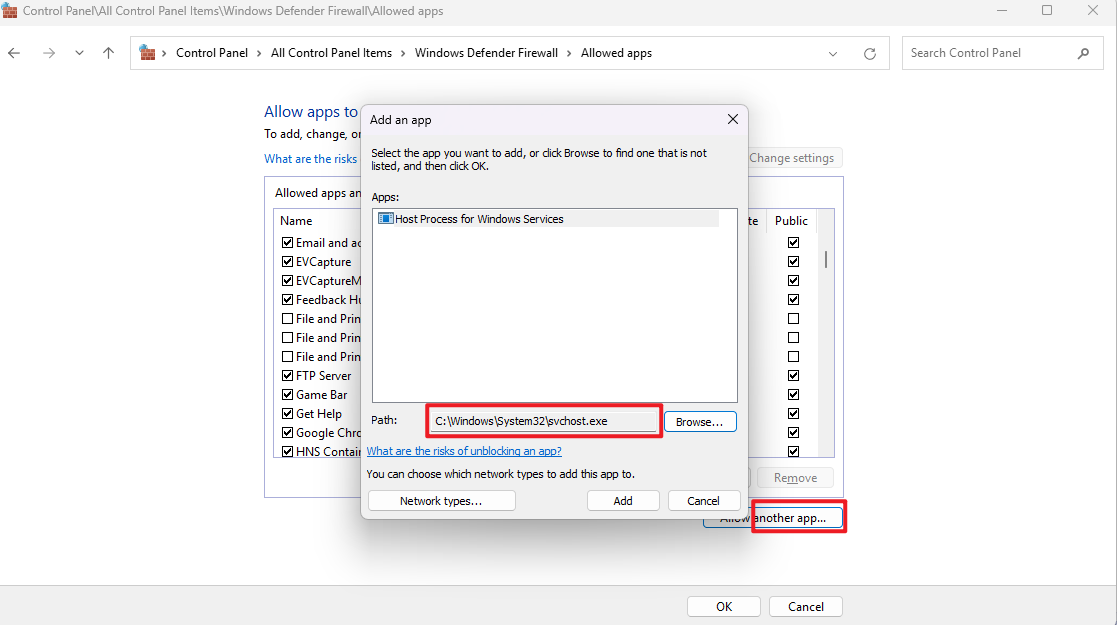 Control Panel\All Control Panel Items\Windows Defender Firewall\Allowed apps
Control Panel > All Control Panel Items > Windows Defender Firewall > Allowed apps
Search Control Panel
Allow apps to
To add, change, or
What are the risks
Change settings
Allowed apps an
Name
te
Public
Email and ac
EVCapture
EVCaptureM
Feedback Hu
File and Prin
File and Prin
File and Prin
FTP Server
Game Bar
Get Help
Google Chro
HNS Contain
Remove
Allow another app...
OK
Cancel
Add an app
Select the app you want to add, or click Browse to find one that is not
listed, and then click OK.
Apps:
Host Process for Windows Services
Path:
C:\Windows\System32\svchost.exe
Browse...
What are the risks of unblocking an app?
You can choose which network types to add this app to.
Network types...
Add
Cancel